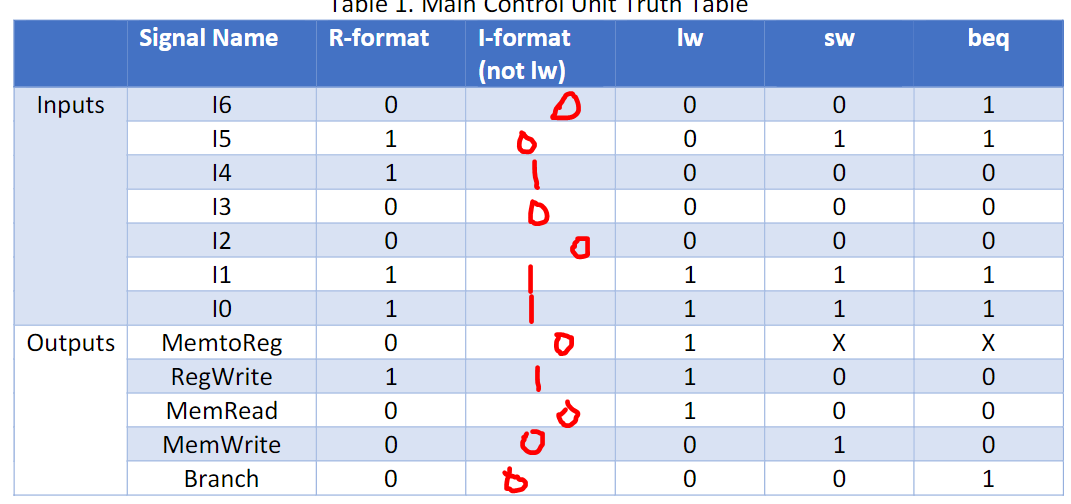 Table 1. Main Control Unit Truth Table
Signal Name R-format I-format (not lw) lw sw beq
Inputs I6 0 0 0 0 1
I5 1 0 0 1 1
I4 1 1 0 0 0
I3 0 0 0 0 0
I2 0 0 0 0 0
I1 1 1 1 1 1
I0 1 1 1 1 1
Outputs MemtoReg 0 0 1 X X
RegWrite 1 1 1 0 0
MemRead 0 0 1 0 0
MemWrite 0 0 0 1 0
Branch 0 0 0 0 1